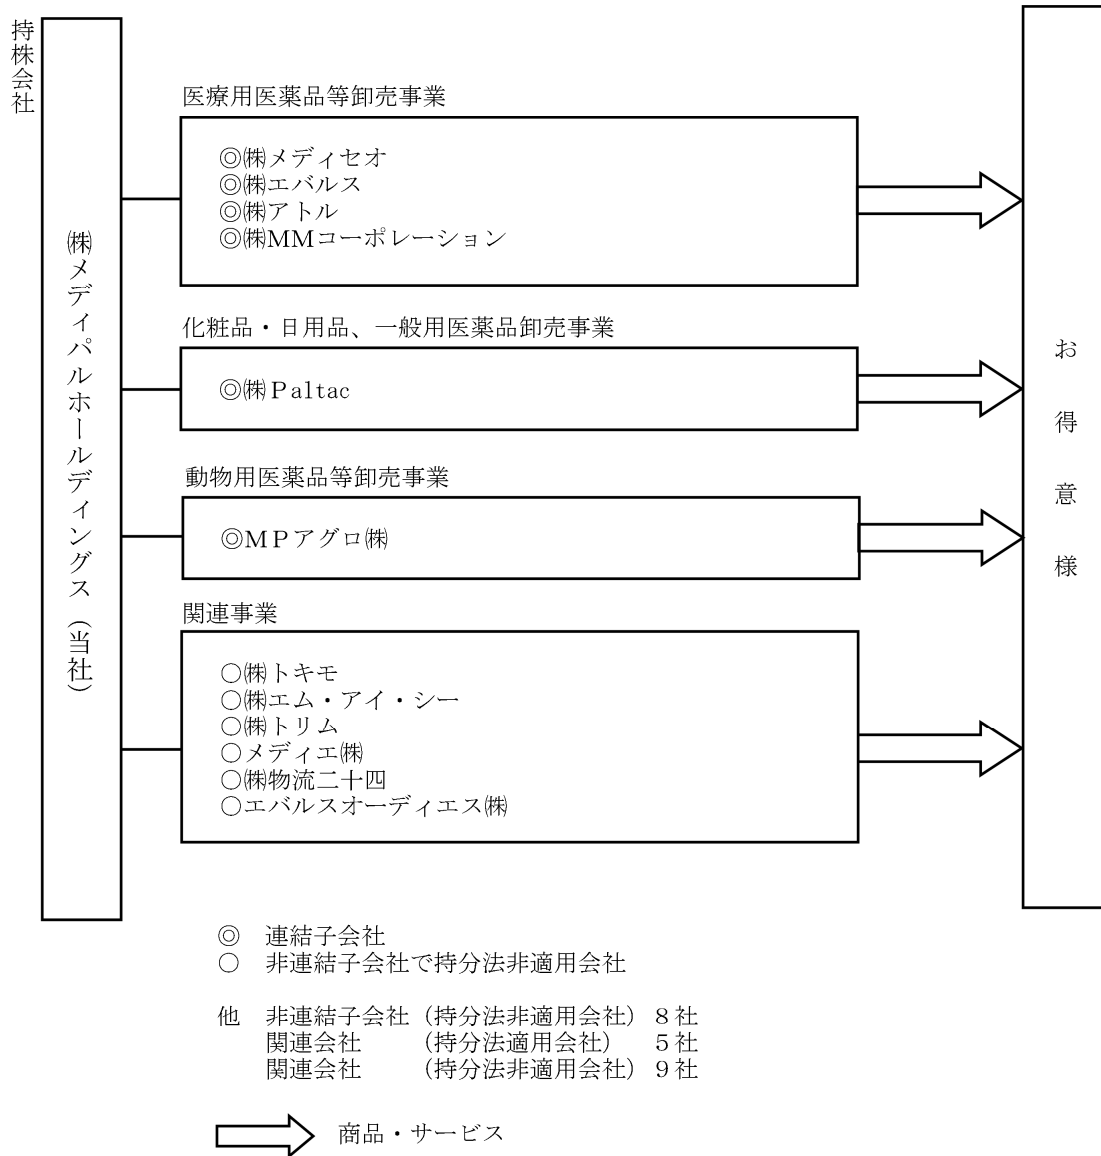 持株会社
㈱メディパルホールディングス（当社）
医療用医薬品等卸売事業
◎㈱メディセオ
◎㈱エバルス
◎㈱アトル
◎㈱MMコーポレーション
化粧品・日用品、一般用医薬品卸売事業
◎㈱Ｐaltac
動物用医薬品等卸売事業
◎ＭＰアグロ㈱
関連事業
○㈱トキモ
○㈱エム・アイ・シー
○㈱トリム
○メディエ㈱
○㈱物流二十四
○エバルスオーディエス㈱
お得意様
◎　連結子会社
○　非連結子会社で持分法非適用会社
他　非連結子会社（持分法非適用会社）８社
関連会社　（持分法適用会社）　５社
関連会社　（持分法非適用会社）９社
商品・サービス